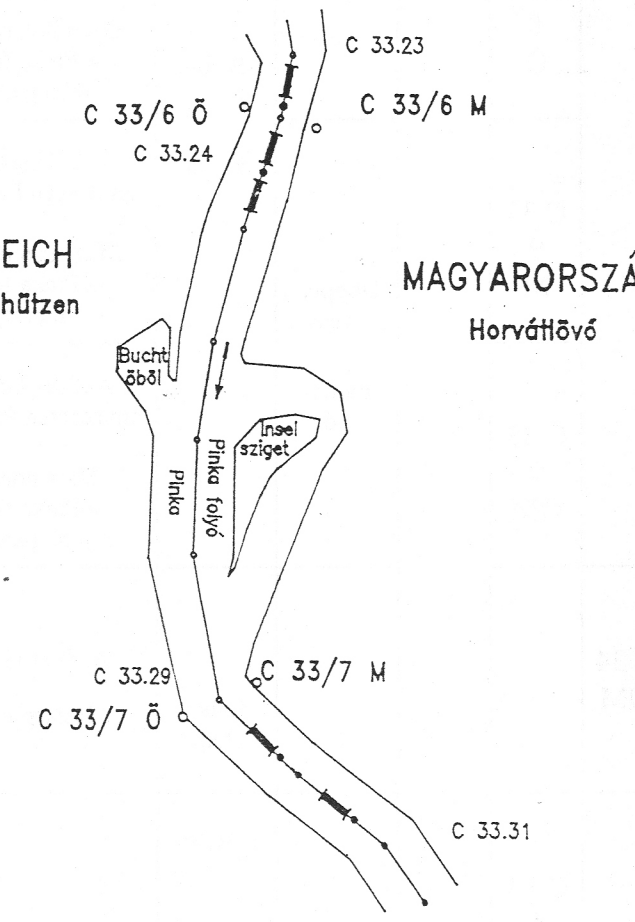 C 33.23
C 33/6 Ö
C 33/6 M
C 33.24
EICH
hützen
MAGYARORSZÁ
Horvátlövő
Bucht
öböl
Insel
sziget
Pinka folyó
Pinka
C 33.29
C 33/7 M
C 33/7 Ö
C 33.31